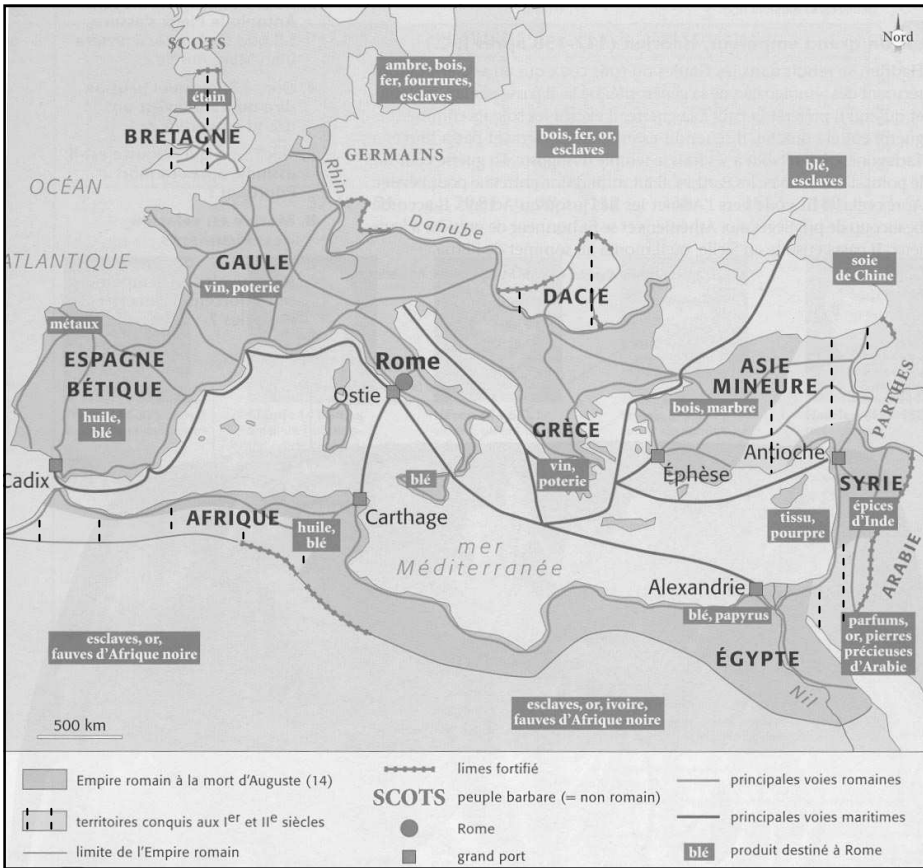 Nord
SCOTS
ambre, bois,
fer, fourrures,
esclaves
étain
BRETAGNE
bois, fer, or,
esclaves
GERMAINS
Rhin
blé,
esclaves
OCÉAN
ATLANTIQUE
Danube
GAULE
vin, poterie
soie
de Chine
DACIE
métaux
ESPAGNE
BÉTIQUE
huile,
blé
Rome
Ostie
ASIE
MINEURE
bois, marbre
PARTHES
GRÈCE
vin,
poterie
Éphèse
Antioche
Cadix
blé
SYRIE
épices
d'Inde
AFRIQUE
huile,
blé
Carthage
tissu,
pourpre
ARABIE
mer
Méditerranée
Alexandrie
blé, papyrus
parfums,
or, pierres
précieuses
d'Arabie
esclaves, or,
fauves d'Afrique noire
ÉGYPTE
Nil
esclaves, or, ivoire,
fauves d'Afrique noire
500 km
Empire romain à la mort d'Auguste (14)
territoires conquis aux Ier et IIe siècles
limite de l'Empire romain
limes fortifié
SCOTS peuple barbare (= non romain)
Rome
grand port
principales voies romaines
principales voies maritimes
blé produit destiné à Rome